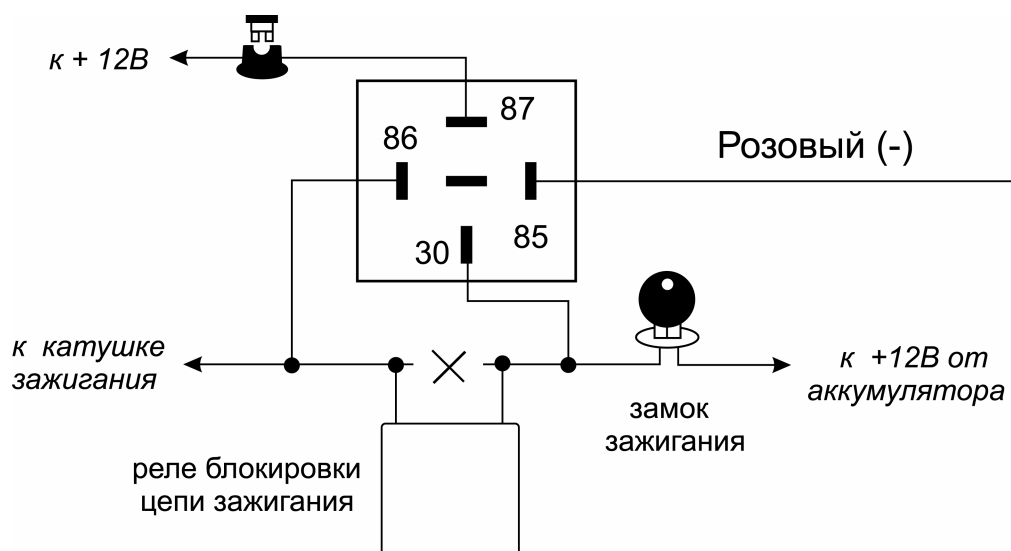 к + 12В
87
86
Розовый (-)
85
30
к катушке
зажигания
к +12В от
аккумулятора
замок
зажигания
реле блокировки
цепи зажигания